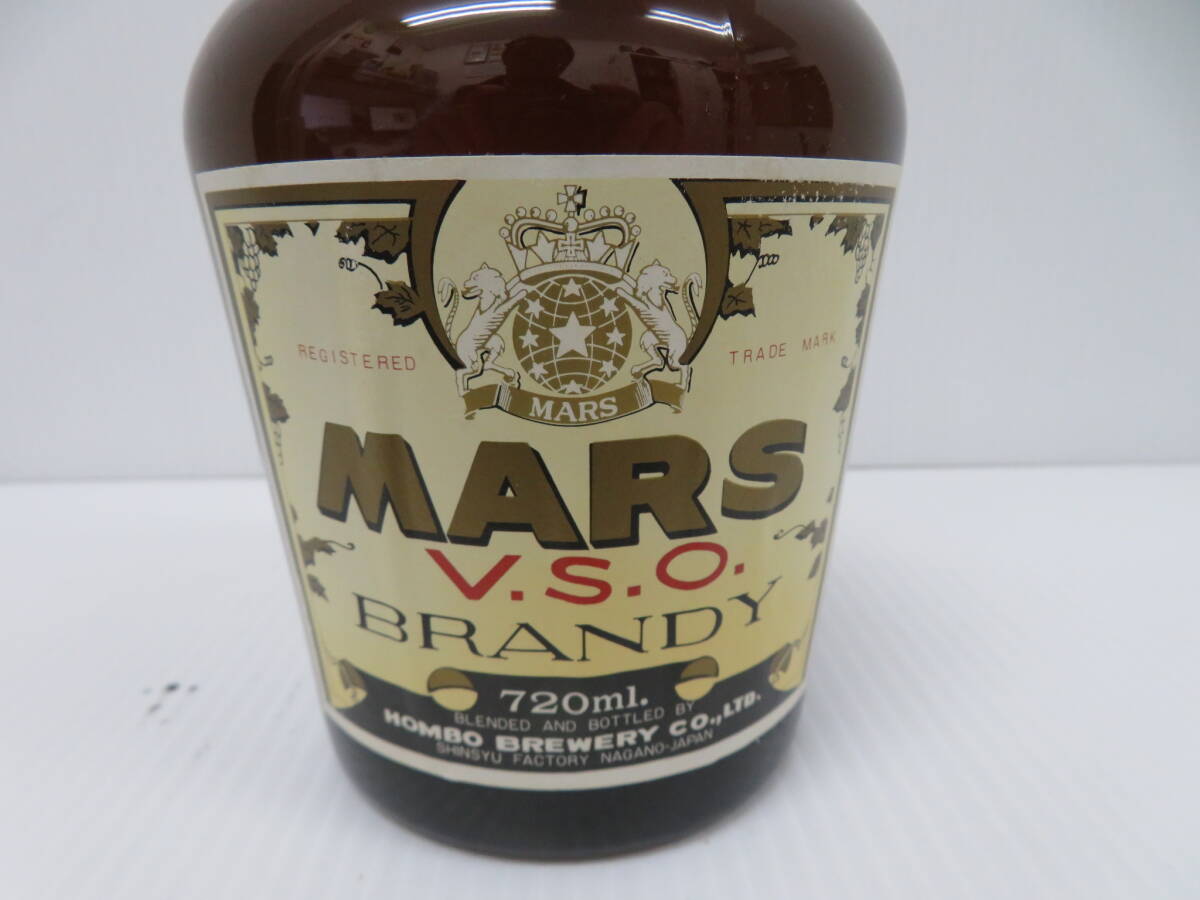 REGISTERED TRADE MARK
MARS
MARS
V.S.O.
BRANDY
720ml.
BLENDED AND BOTTLED BY
HOMBO BREWERY CO.,LTD.
SHINSYU FACTORY NAGANO-JAPAN